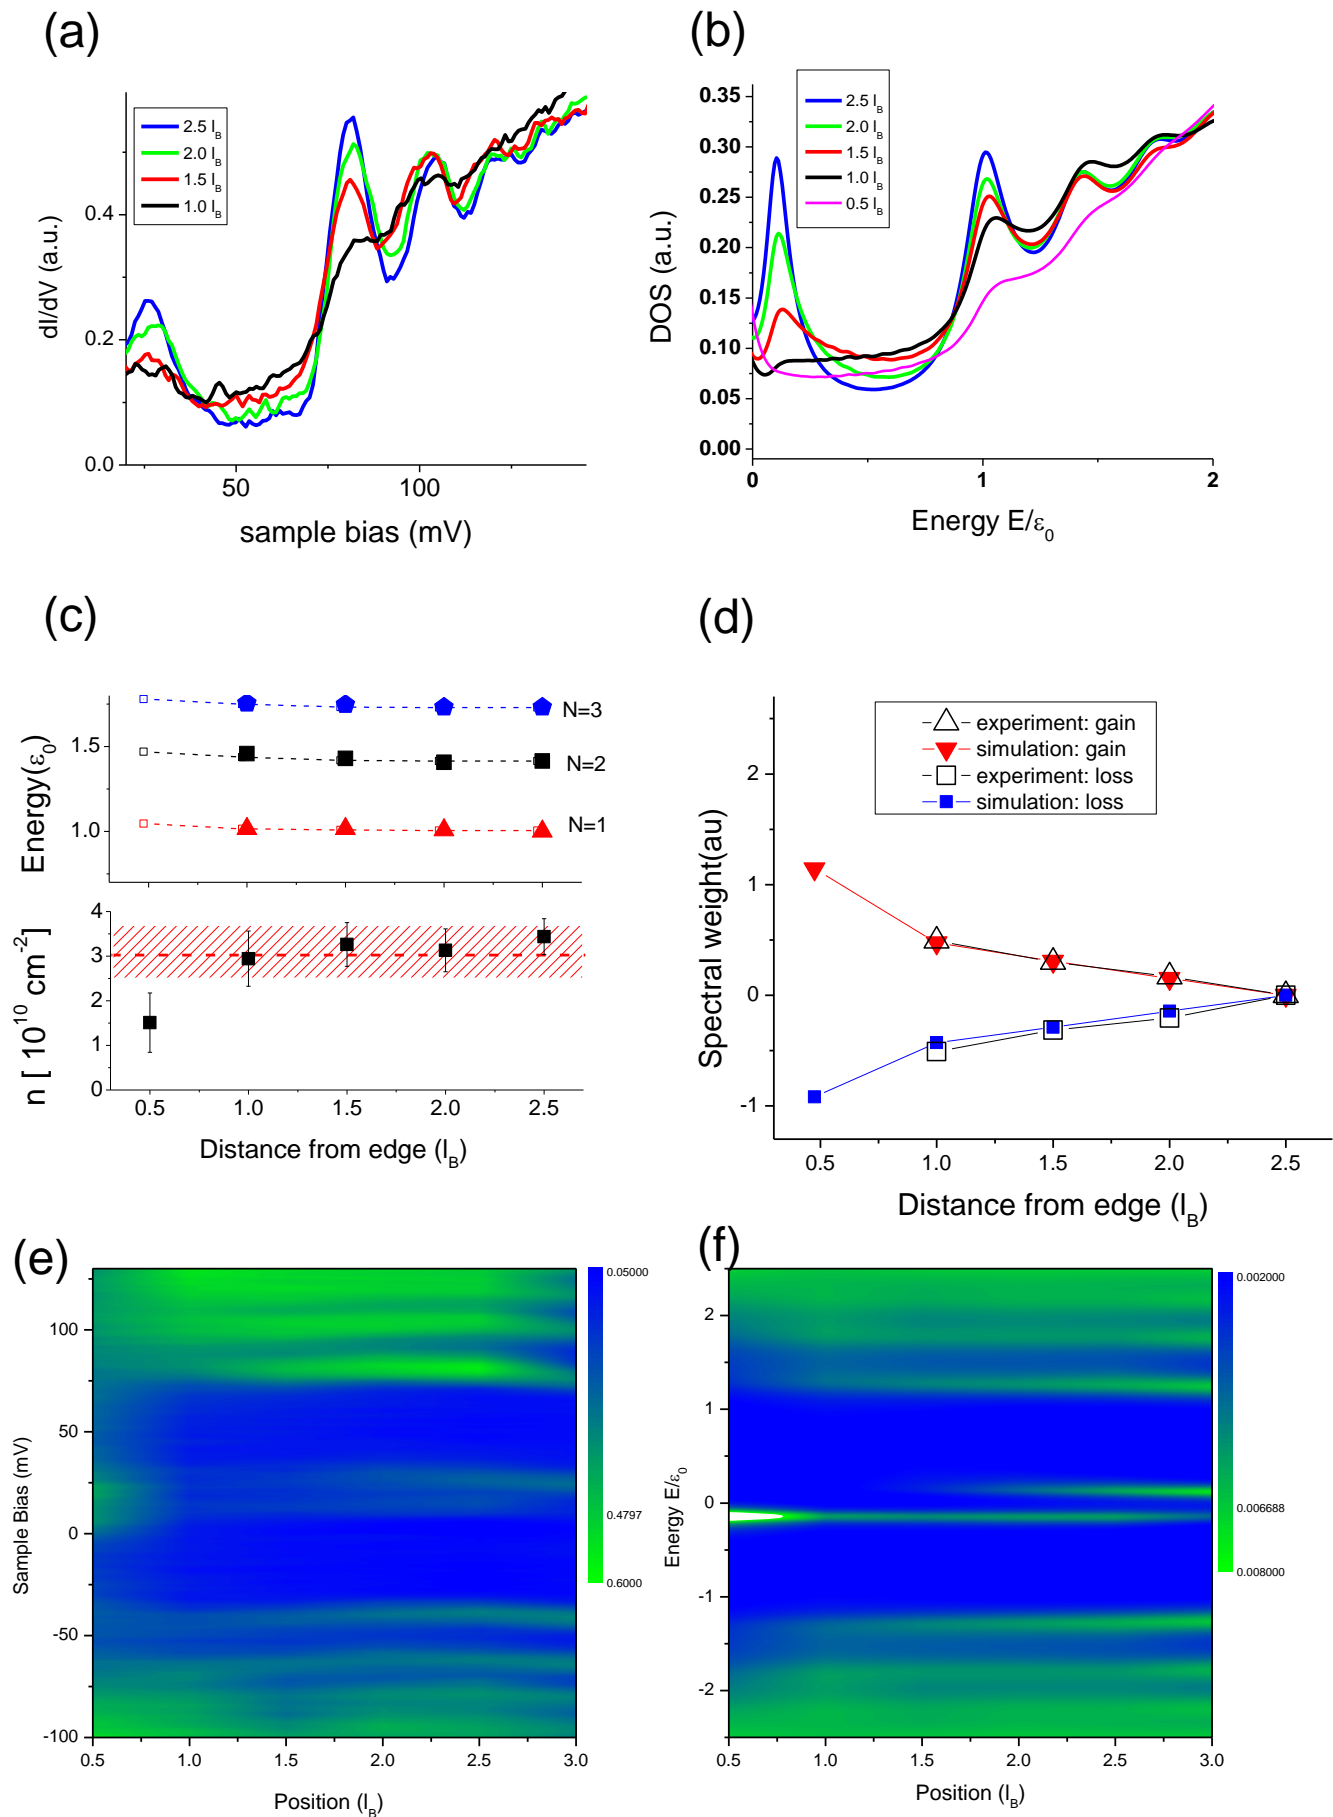 (a)
2.5 l_B
2.0 l_B
1.5 l_B
1.0 l_B
0.4
0.2
0.0
dI/dV (a.u.)
50 100
sample bias (mV)
(b)
2.5 l_B
2.0 l_B
1.5 l_B
1.0 l_B
0.5 l_B
0.35
0.30
0.25
0.20
0.15
0.10
0.05
0.00
DOS (a.u.)
0 1 2
Energy E/ε₀
(c)
N=3
N=2
N=1
1.5
1.0
Energy(ε₀)
4
3
2
1
0
n [ 10^10 cm^-2]
0.5 1.0 1.5 2.0 2.5
Distance from edge (l_B)
(d)
experiment: gain
simulation: gain
experiment: loss
simulation: loss
2
1
0
-1
Spectral weight(au)
0.5 1.0 1.5 2.0 2.5
Distance from edge (l_B)
(e)
100
50
0
-50
-100
Sample Bias (mV)
0.5 1.0 1.5 2.0 2.5 3.0
Position (l_B)
0.05000
0.4797
0.6000
(f)
2
1
0
-1
-2
Energy E/ε₀
0.5 1.0 1.5 2.0 2.5 3.0
Position (l_B)
0.002000
0.006688
0.008000